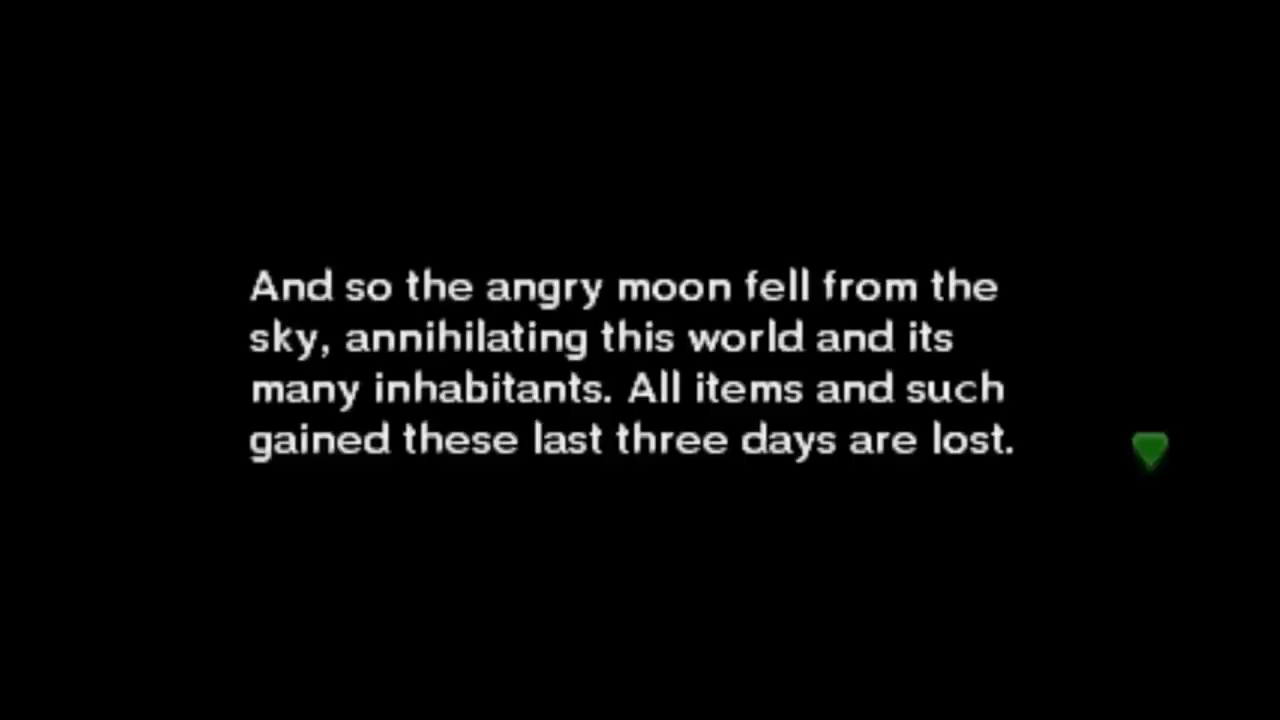 And so the angry moon fell from the
sky, annihilating this world and its
many inhabitants. All items and such
gained these last three days are lost.